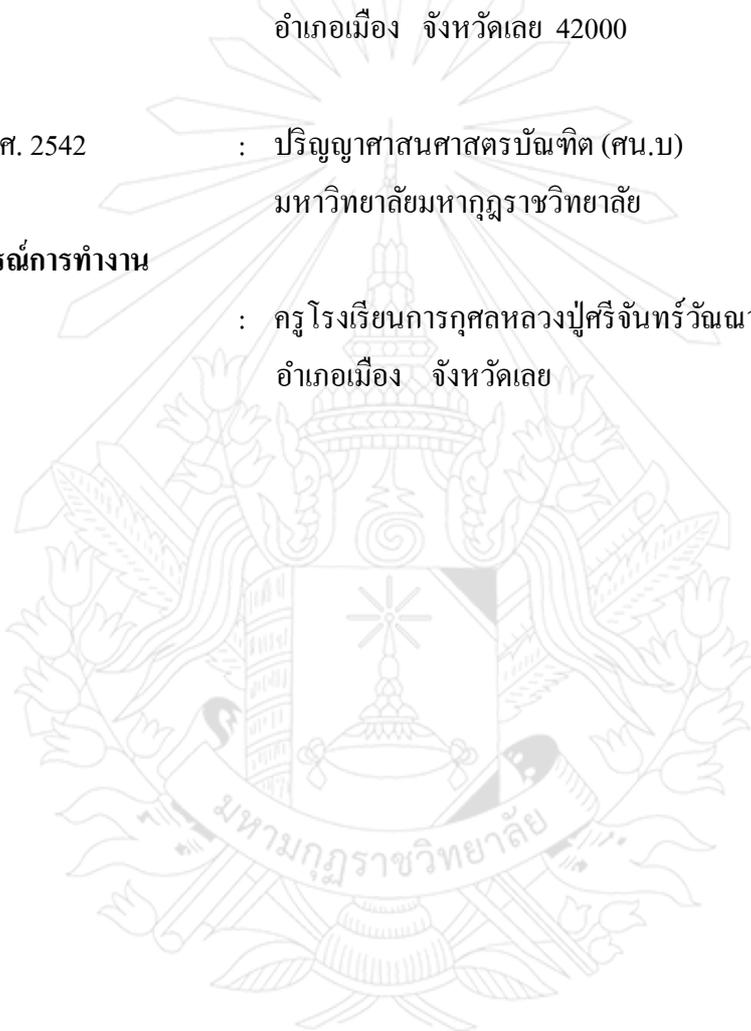 อำเภอเมือง จังหวัดเลย 42000
ศ. 2542 : ปริญญาศาสนศาสตรบัณฑิต (ศน.บ)
มหาวิทยาลัยมหากุฎราชวิทยาลัย
รณ์การทำงาน
: ครูโรงเรียนการกุศลหลวงปู่ศรีจันทร์วัณณ
อำเภอเมือง จังหวัดเลย
มหามกุฏราชวิทยาลัย